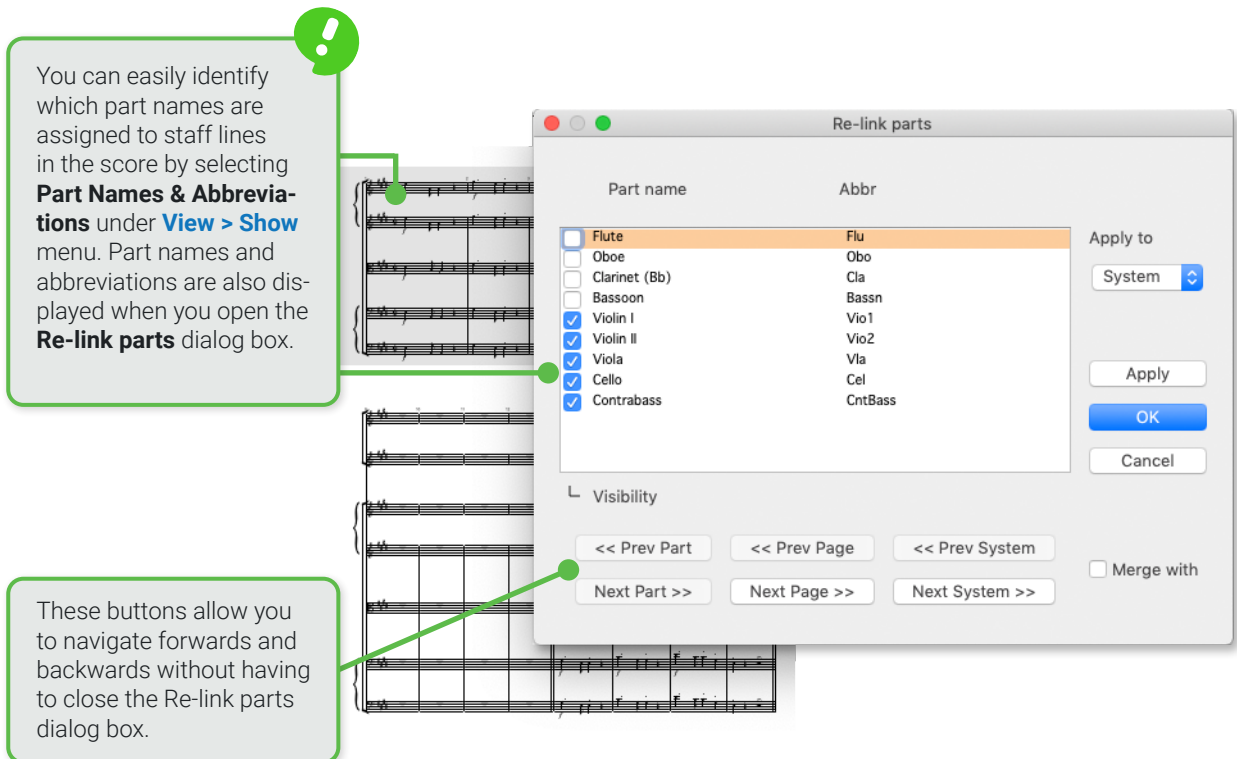 You can easily identify
which part names are
assigned to staff lines
in the score by selecting
Part Names & Abbrevia-
tions under View > Show
menu. Part names and
abbreviations are also dis-
played when you open the
Re-link parts dialog box.
Re-link parts
Part name Abbr
Flute Flu
Oboe Obo
Clarinet (Bb) Cla
Bassoon Bassn
Violin I Vio1
Violin II Vio2
Viola Vla
Cello Cel
Contrabass CntBass
Apply to
System
Apply
OK
Cancel
Visibility
<< Prev Part << Prev Page << Prev System
Next Part >> Next Page >> Next System >>
Merge with
These buttons allow you
to navigate forwards and
backwards without having
to close the Re-link parts
dialog box.